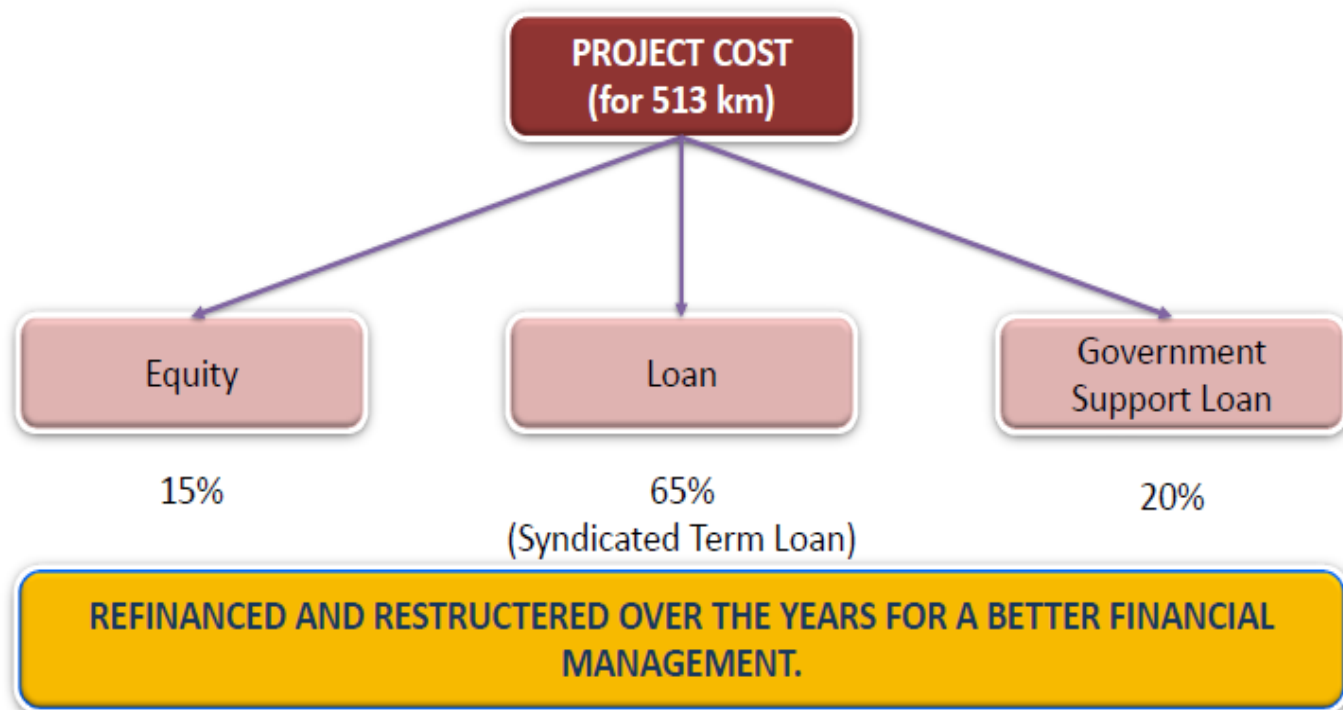 PROJECT COST
(for 513 km)
Equity
Loan
Government
Support Loan
15%
65%
(Syndicated Term Loan)
20%
REFINANCED AND RESTRUCTERED OVER THE YEARS FOR A BETTER FINANCIAL
MANAGEMENT.